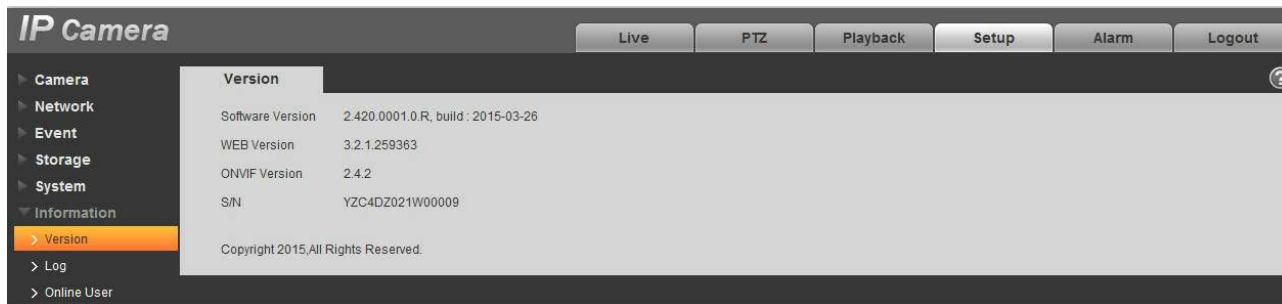 IP Camera
Live PTZ Playback Setup Alarm Logout
Camera
Network
Event
Storage
System
Information
Version
Log
Online User
Version
Software Version 2.420.0001.0.R, build : 2015-03-26
WEB Version 3.2.1.259363
ONVIF Version 2.4.2
S/N YZC4DZ021W00009
Copyright 2015,All Rights Reserved.
?